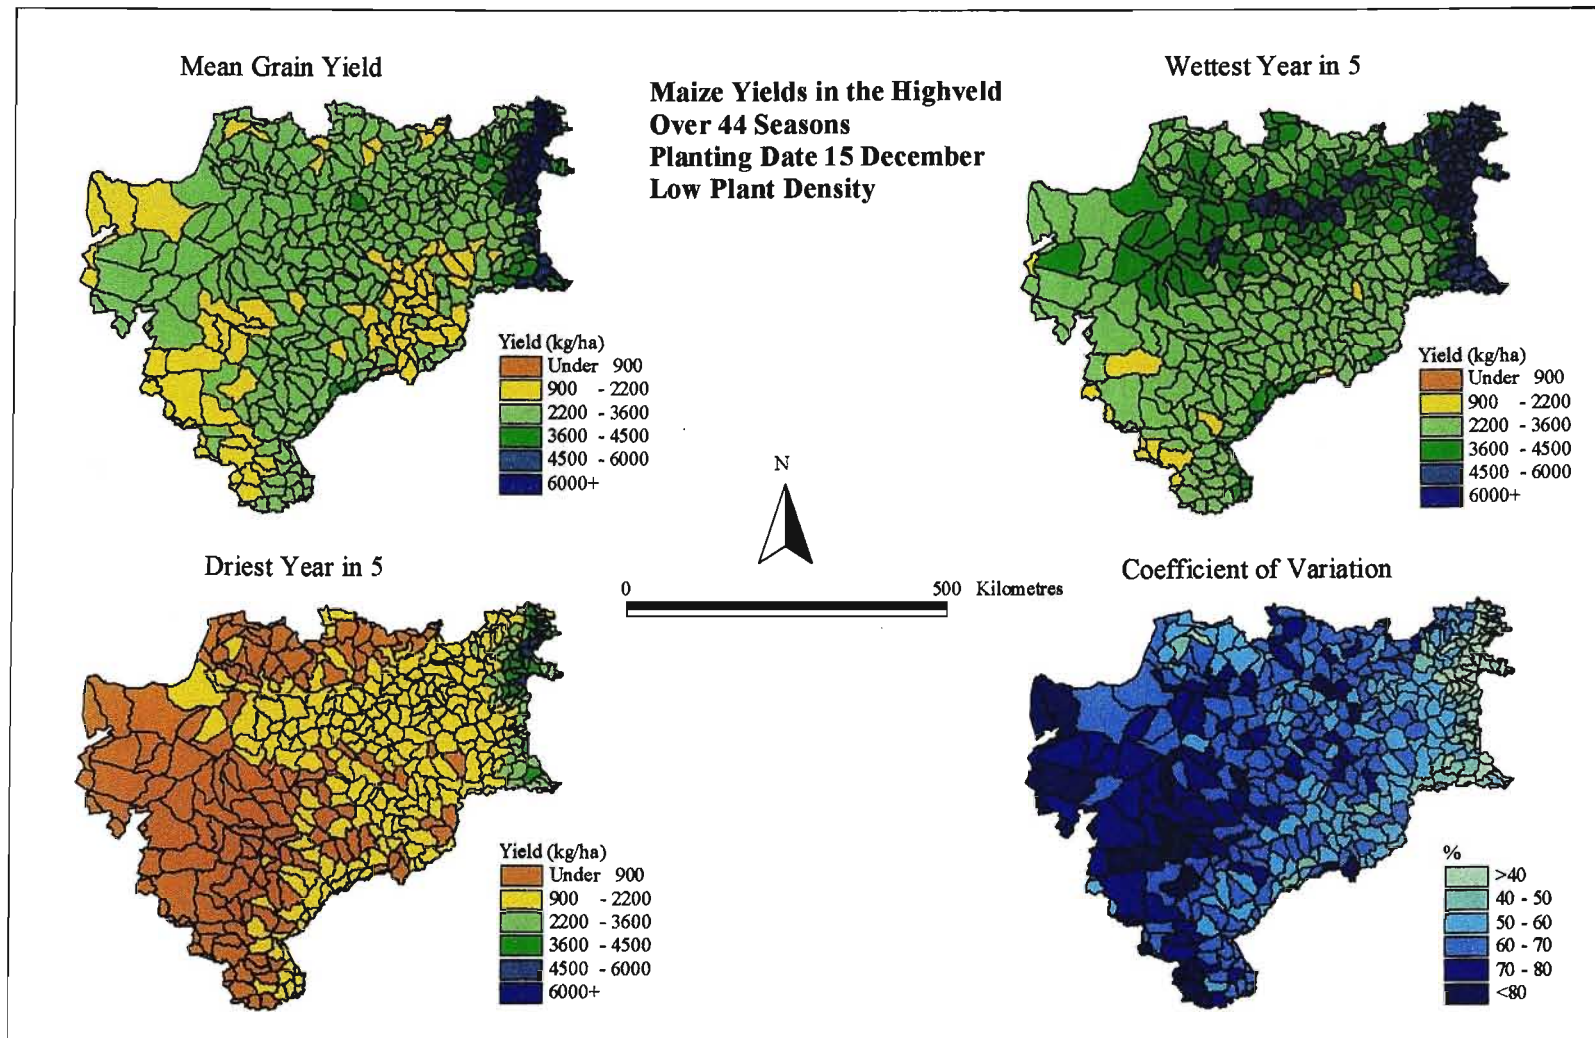 Mean Grain Yield
Maize Yields in the Highveld
Over 44 Seasons
Planting Date 15 December
Low Plant Density
Wettest Year in 5
Yield (kg/ha)
Under 900
900 - 2200
2200 - 3600
3600 - 4500
4500 - 6000
6000+
Yield (kg/ha)
Under 900
900 - 2200
2200 - 3600
3600 - 4500
4500 - 6000
6000+
N
0 500 Kilometres
Driest Year in 5
Coefficient of Variation
Yield (kg/ha)
Under 900
900 - 2200
2200 - 3600
3600 - 4500
4500 - 6000
6000+
%
>40
40 - 50
50 - 60
60 - 70
70 - 80
<80